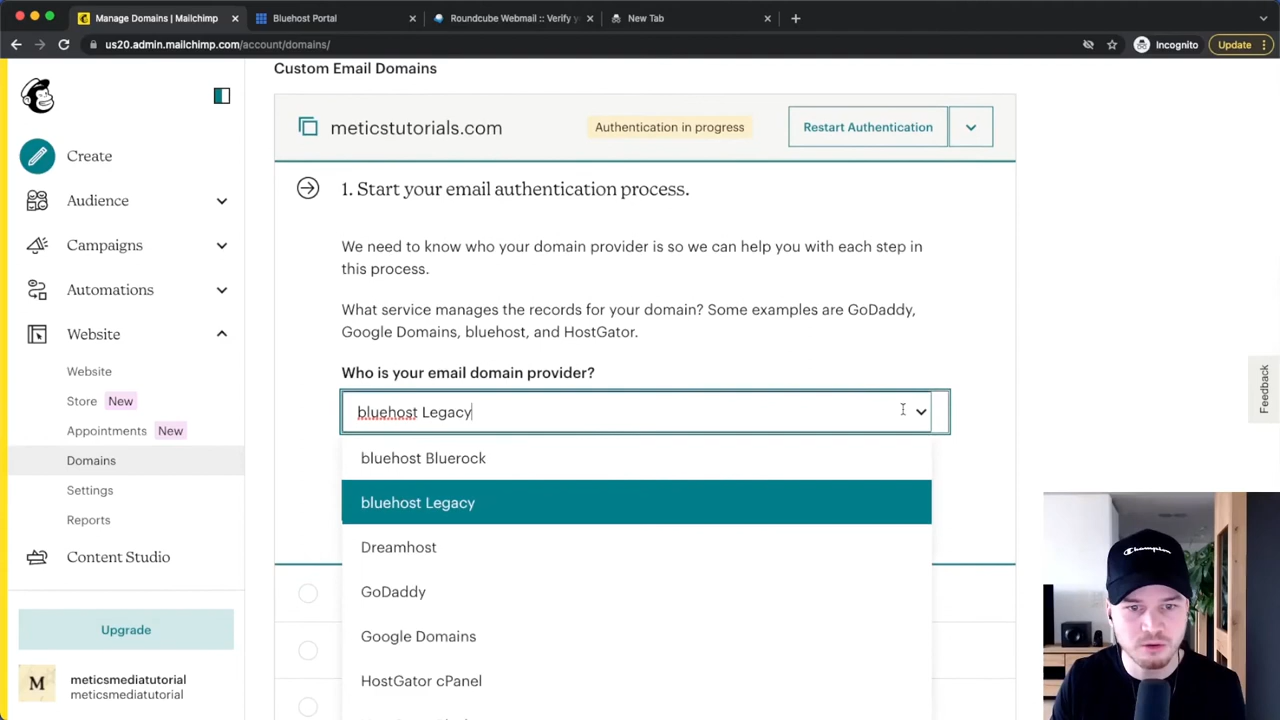 Manage Domains | Mailchimp
Bluehost Portal
Roundcube Webmail :: Verify y
New Tab
us20.admin.mailchimp.com/account/domains/
Incognito
Update
Custom Email Domains
meticstutorials.com
Authentication in progress
Restart Authentication
Create
Audience
Campaigns
Automations
Website
Website
Store New
Appointments New
Domains
Settings
Reports
Content Studio
Upgrade
M
meticsmediatutorial
meticsmediatutorial
1. Start your email authentication process.
We need to know who your domain provider is so we can help you with each step in
this process.
What service manages the records for your domain? Some examples are GoDaddy,
Google Domains, bluehost, and HostGator.
Who is your email domain provider?
bluehost Legacy
bluehost Bluerock
bluehost Legacy
Dreamhost
GoDaddy
Google Domains
HostGator cPanel
Feedback
Champion